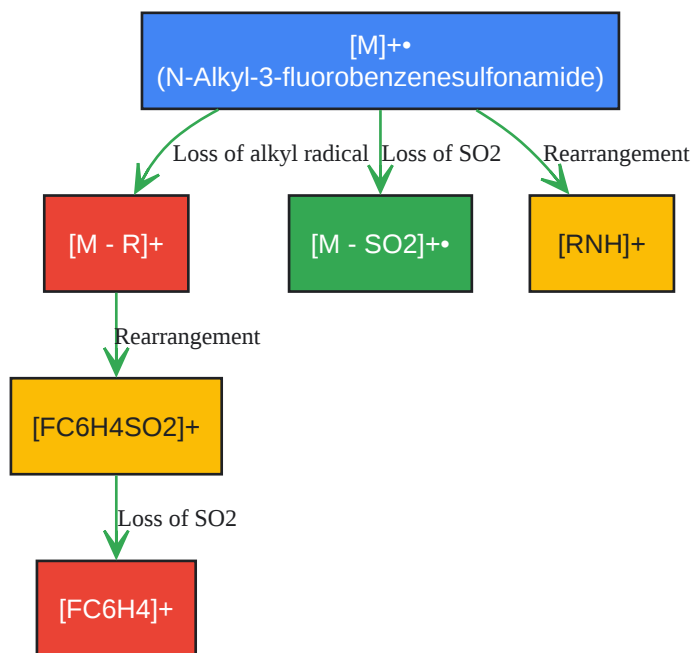 [M]+•
(N-Alkyl-3-fluorobenzenesulfonamide)
Loss of alkyl radical
Loss of SO2
Rearrangement
[M - R]+
[M - SO2]+•
[RNH]+
Rearrangement
[FC6H4SO2]+
Loss of SO2
[FC6H4]+